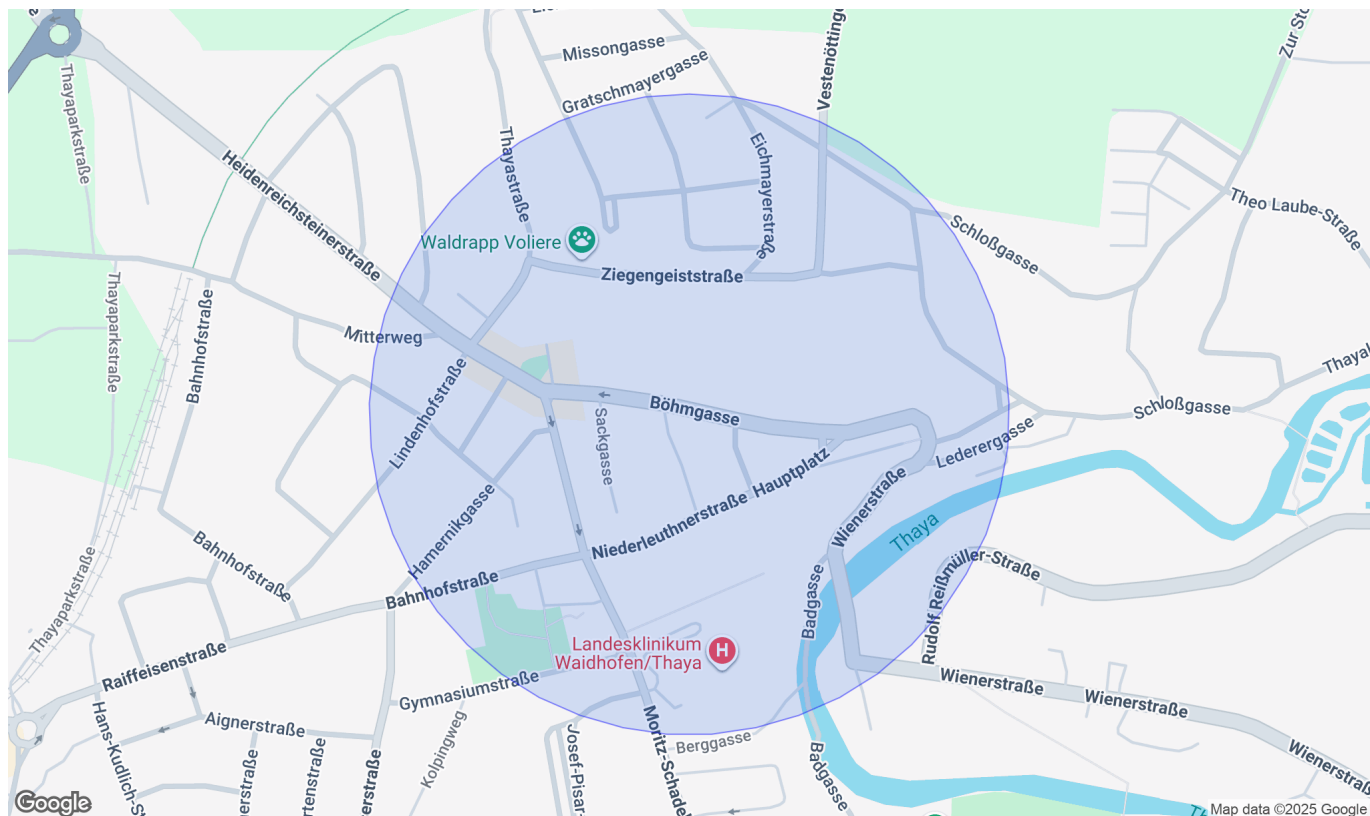 Missongasse
Gratschmayergasse
Vestenötting
Zur Sto
Thayaparkstraße
Heidenreichsteinerstraße
Thayastraße
Eichmayerstraße
Theo Laube-Straße
Schloßgasse
Waldrapp Voliere
Ziegengeiststraße
Thayaparkstraße
Bahnhofstraße
Mitterweg
Lindenhofstraße
Böhmgasse
Sackgasse
Schloßgasse
Lederergasse
Hauptplatz
Niederleuthnerstraße
Wienerstraße
Thaya
Hamernikgasse
Bahnhofstraße
Bahnhofstraße
Thayaparkstraße
Rudolf Reißmüller-Straße
Badgasse
Landesklinikum
Waidhofen/Thaya
H
Raiffeisenstraße
Gymnasiumstraße
Wienerstraße
Wienerstraße
Wienerstraße
Aignerstraße
Hans-Kudlich-St
Kolpingweg
Josef-Pisar-
Moritz-Schadel
Berggasse
Badgasse
Google
Map data ©2025 Google